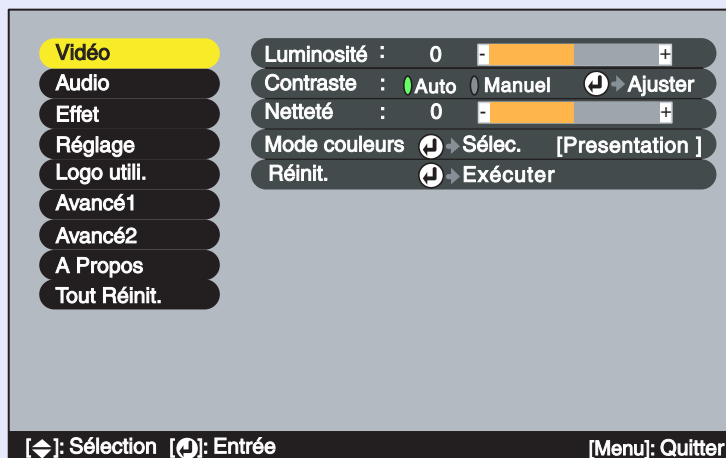 Vidéo
Audio
Effet
Réglage
Logo utili.
Avancé1
Avancé2
A Propos
Tout Réinit.
Luminosité : 0 - +
Contraste : Auto Manuel Ajuster
Netteté : 0 - +
Mode couleurs Sélec. [Presentation ]
Réinit. Exécuter
[ ]: Sélection [ ]: Entrée [Menu]: Quitter